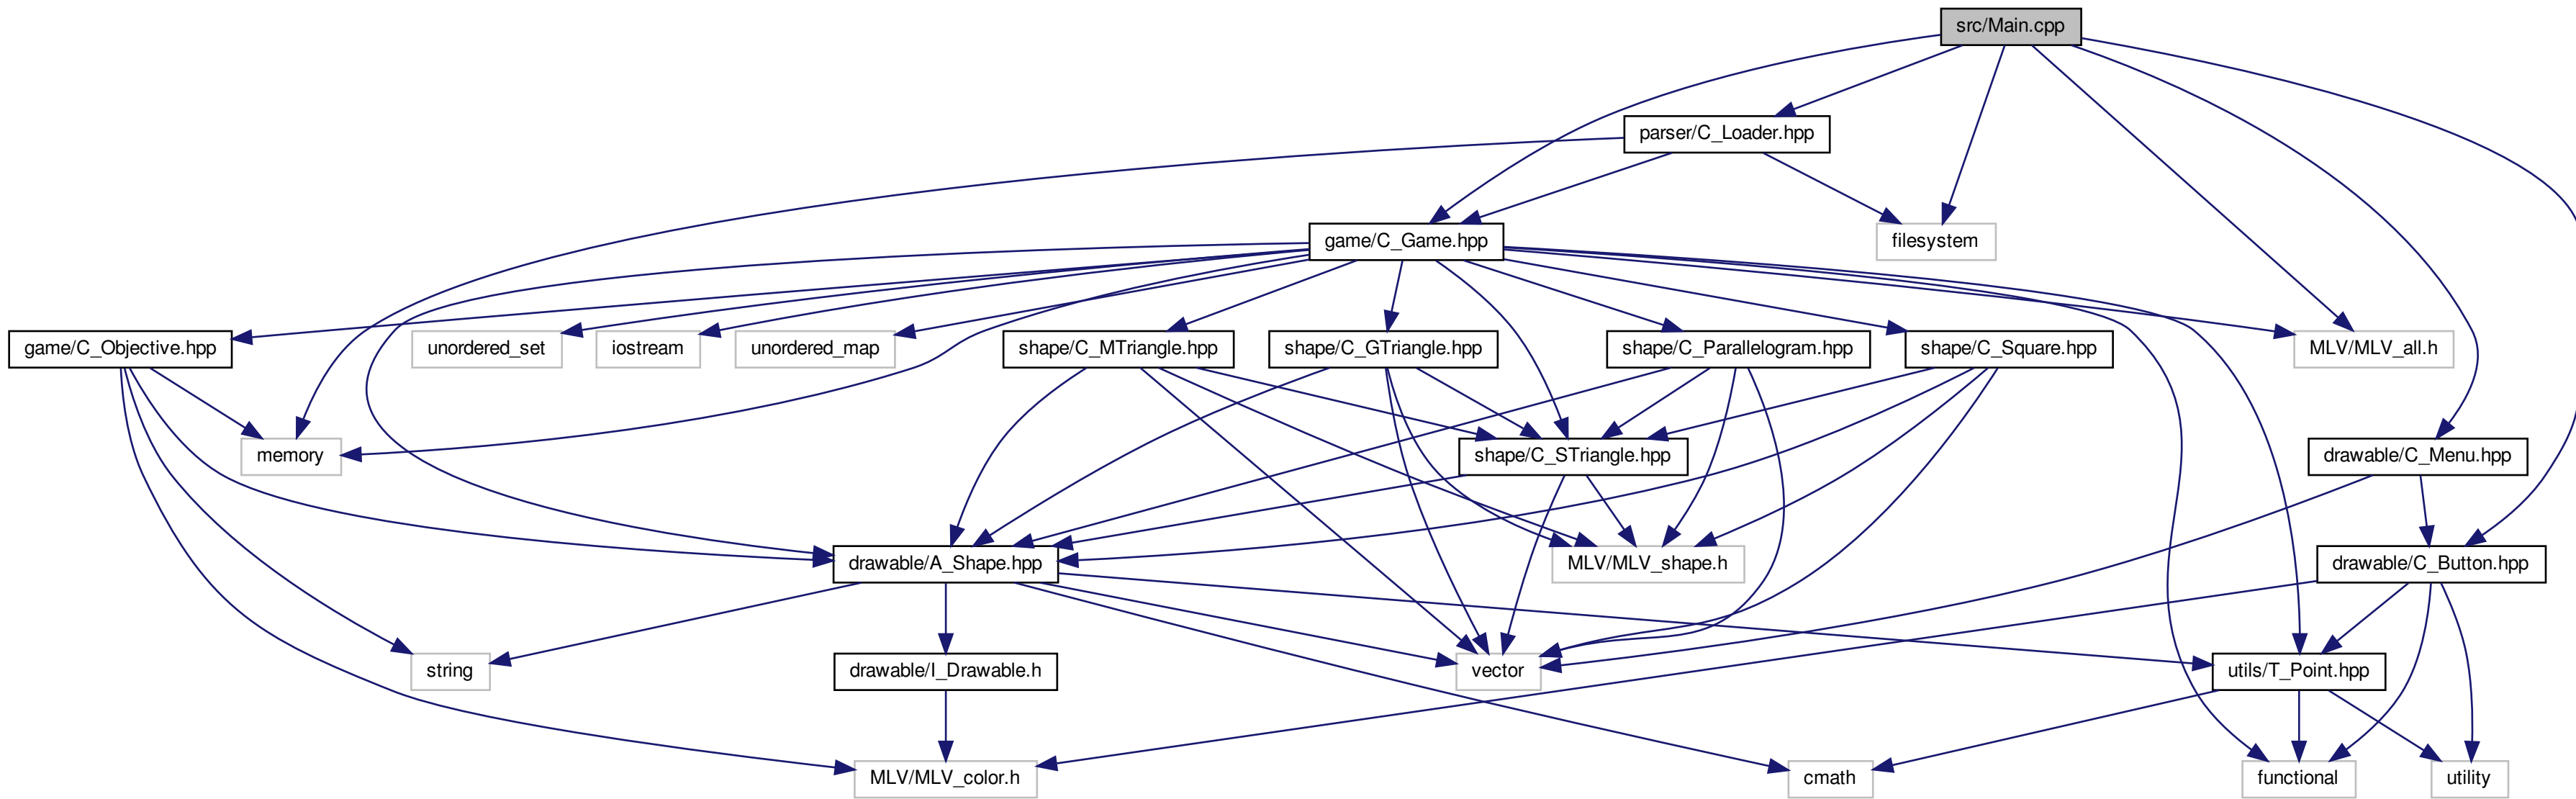 src/Main.cpp
parser/C_Loader.hpp
game/C_Game.hpp
filesystem
game/C_Objective.hpp
unordered_set
iostream
unordered_map
shape/C_MTriangle.hpp
shape/C_GTriangle.hpp
shape/C_Parallelogram.hpp
shape/C_Square.hpp
MLV/MLV_all.h
memory
shape/C_STriangle.hpp
drawable/C_Menu.hpp
drawable/A_Shape.hpp
MLV/MLV_shape.h
drawable/C_Button.hpp
string
drawable/I_Drawable.h
vector
utils/T_Point.hpp
MLV/MLV_color.h
cmath
functional
utility